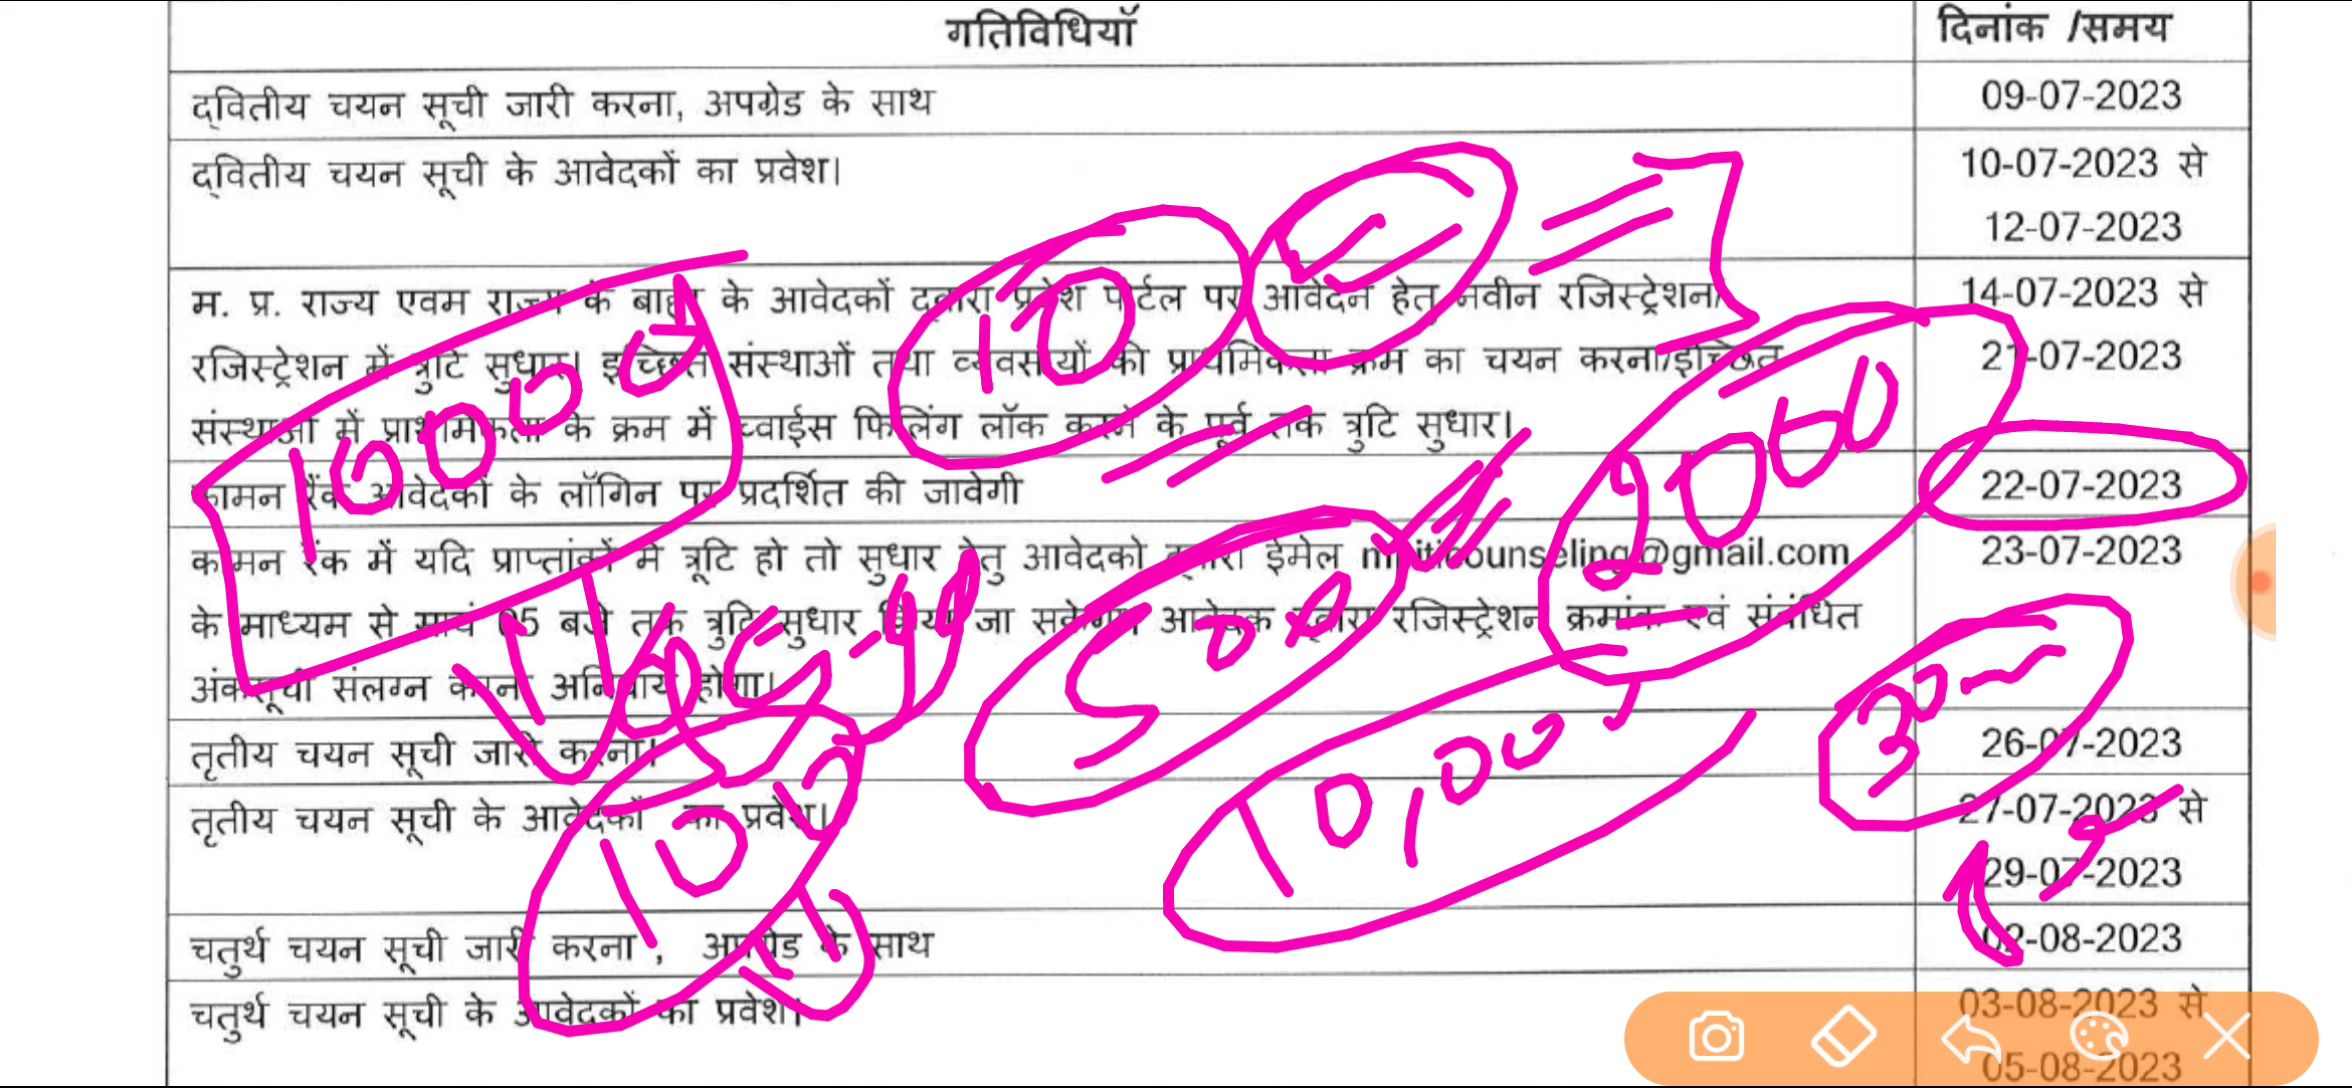 गतिविधियाँ दिनांक /समय
द्वितीय चयन सूची जारी करना, अपग्रेड के साथ 09-07-2023
द्वितीय चयन सूची के आवेदकों का प्रवेश। 10-07-2023 से
12-07-2023
म. प्र. राज्य एवम राज्य के बाहर के आवेदकों द्वारा प्रवेश पोर्टल पर आवेदन हेतु नवीन रजिस्ट्रेशन/ 14-07-2023 से
रजिस्ट्रेशन में त्रुटि सुधार। इच्छित संस्थाओं तथा व्यवसायों की प्राथमिकता क्रम का चयन करना/इच्छित 21-07-2023
संस्थाओं में प्राथमिकता के क्रम में च्वाईस फिलिंग लॉक करने के पूर्व तक त्रुटि सुधार।
कामन रैंक आवेदकों के लॉगिन पर प्रदर्शित की जावेगी 22-07-2023
कामन रैंक में यदि प्राप्तांकों में त्रूटि हो तो सुधार हेतु आवेदको द्वारा ईमेल 23-07-2023
के माध्यम से सायं 05 बजे तक त्रुटि सुधार किया जा सकेगा। आवेदक द्वारा रजिस्ट्रेशन क्रमांक एवं संबंधित
अंकसूची संलग्न करना अनिवार्य होगा।
तृतीय चयन सूची जारी करना। 26-07-2023
तृतीय चयन सूची के आवेदकों का प्रवेश। 27-07-2023 से
29-07-2023
चतुर्थ चयन सूची जारी करना, अपग्रेड के साथ 02-08-2023
चतुर्थ चयन सूची के आवेदकों का प्रवेश। 03-08-2023 से
05-08-2023
10000
10
2000
500
10,00
300